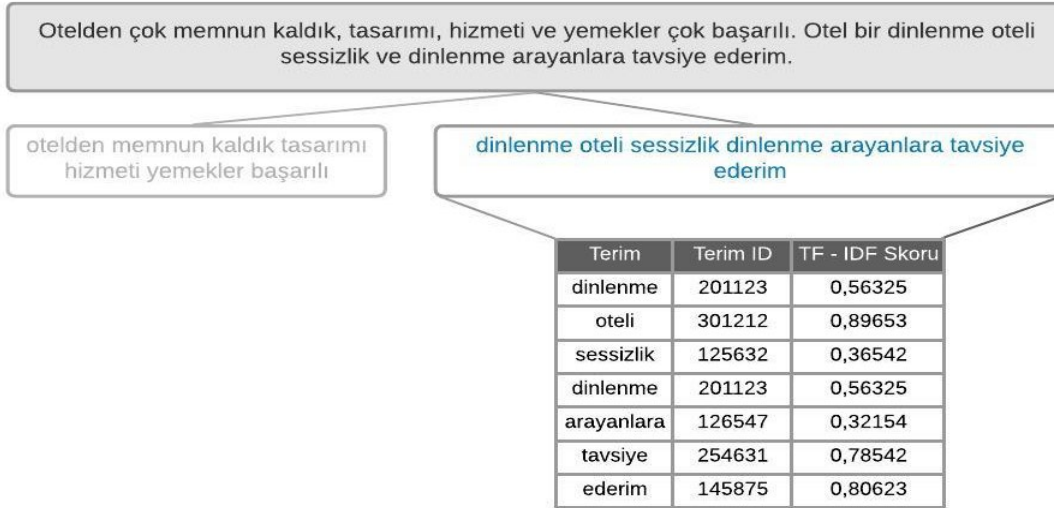 Otelden çok memnun kaldık, tasarımı, hizmeti ve yemekler çok başarılı. Otel bir dinlenme oteli
sessizlik ve dinlenme arayanlara tavsiye ederim.
otelden memnun kaldık tasarımı
hizmeti yemekler başarılı
dinlenme oteli sessizlik dinlenme arayanlara tavsiye
ederim
Terim Terim ID TF - IDF Skoru
dinlenme 201123 0,56325
oteli 301212 0,89653
sessizlik 125632 0,36542
dinlenme 201123 0,56325
arayanlara 126547 0,32154
tavsiye 254631 0,78542
ederim 145875 0,80623